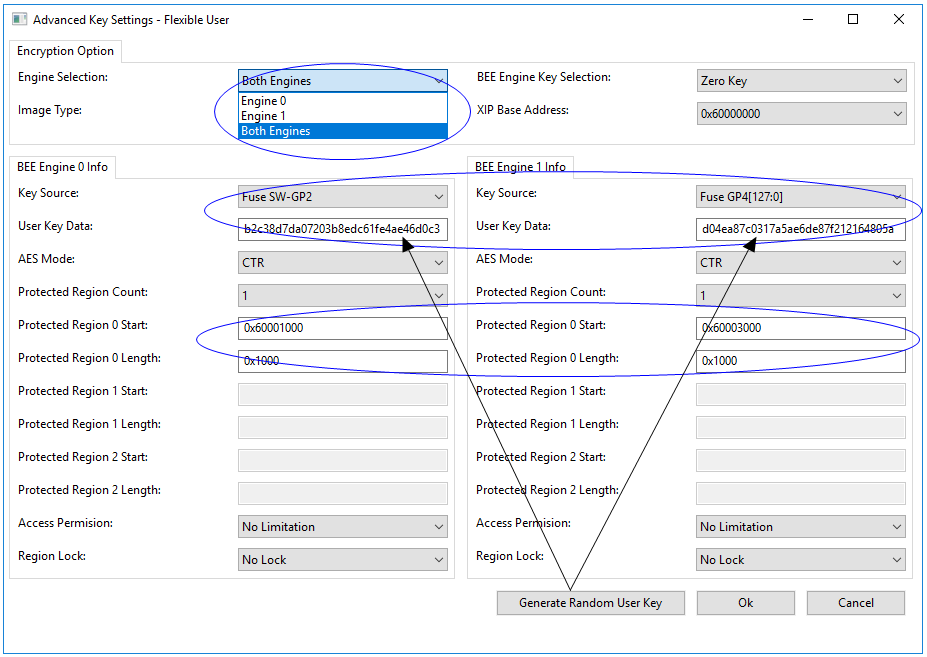 Advanced Key Settings - Flexible User
Encryption Option
Engine Selection: Both Engines BEE Engine Key Selection: Zero Key
Engine 0
Image Type: Engine 1 XIP Base Address: 0x60000000
Both Engines
BEE Engine 0 Info BEE Engine 1 Info
Key Source: Fuse SW-GP2 Key Source: Fuse GP4[127:0]
User Key Data: b2c38d7da07203b8edc61fe4ae46d0c3 User Key Data: d04ea87c0317a5ae6de87f212164805a
AES Mode: CTR AES Mode: CTR
Protected Region Count: 1 Protected Region Count: 1
Protected Region 0 Start: 0x60001000 Protected Region 0 Start: 0x60003000
Protected Region 0 Length: 0x1000 Protected Region 0 Length: 0x1000
Protected Region 1 Start: Protected Region 1 Start:
Protected Region 1 Length: Protected Region 1 Length:
Protected Region 2 Start: Protected Region 2 Start:
Protected Region 2 Length: Protected Region 2 Length:
Access Permision: No Limitation Access Permision: No Limitation
Region Lock: No Lock Region Lock: No Lock
Generate Random User Key Ok Cancel